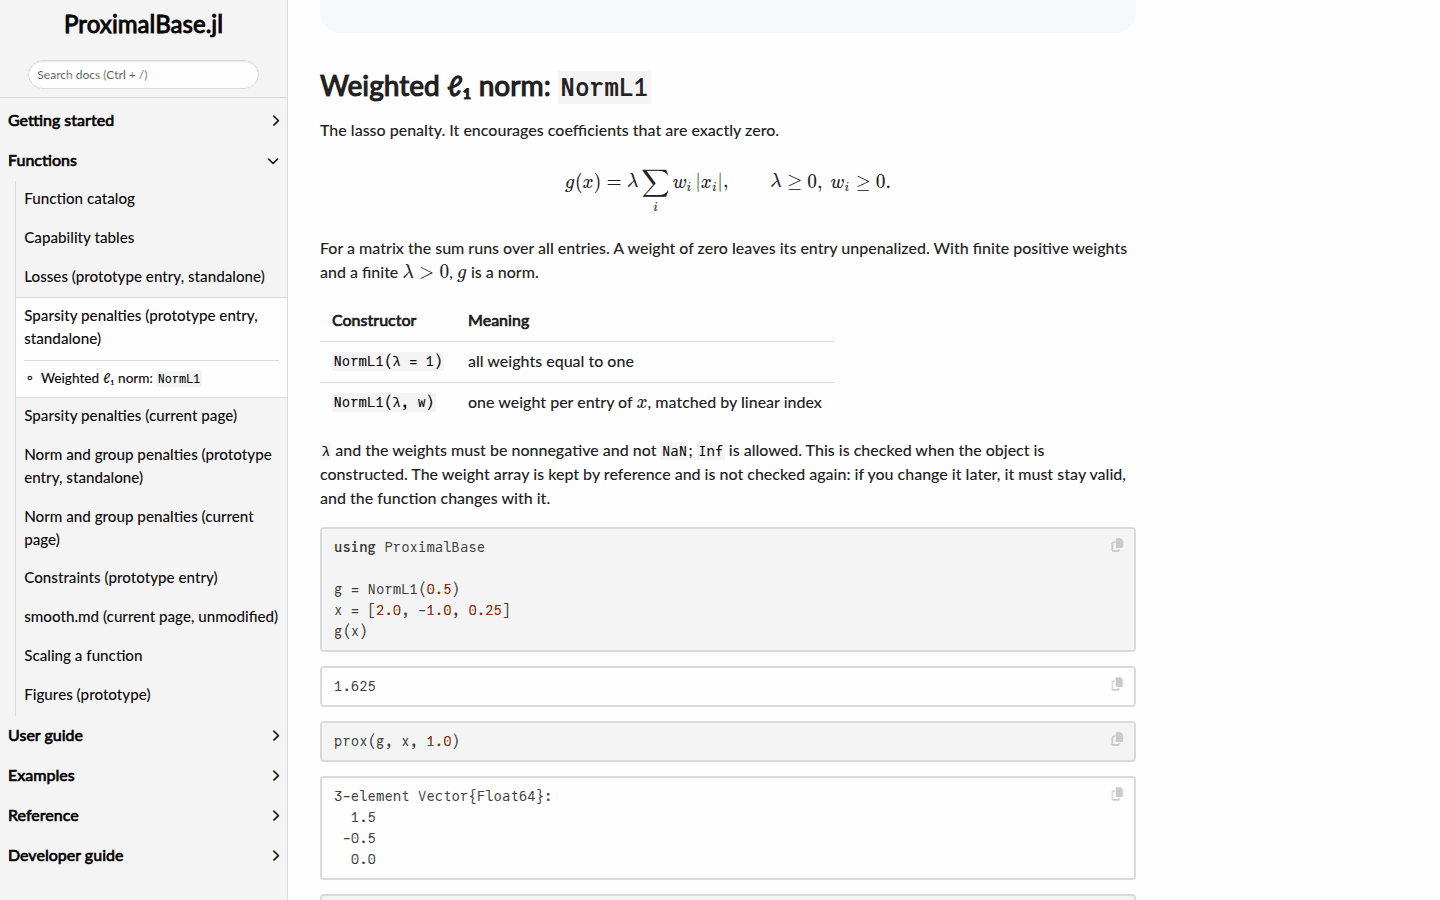 ProximalBase.jl
Search docs (Ctrl + /)
Getting started
Functions
Function catalog
Capability tables
Losses (prototype entry, standalone)
Sparsity penalties (prototype entry,
standalone)
Weighted ℓ₁ norm: NormL1
Sparsity penalties (current page)
Norm and group penalties (prototype
entry, standalone)
Norm and group penalties (current
page)
Constraints (prototype entry)
smooth.md (current page, unmodified)
Scaling a function
Figures (prototype)
User guide
Examples
Reference
Developer guide
Weighted ℓ₁ norm: NormL1
The lasso penalty. It encourages coefficients that are exactly zero.
g(x) = λ ∑_i w_i |x_i|, λ ≥ 0, w_i ≥ 0.
For a matrix the sum runs over all entries. A weight of zero leaves its entry unpenalized. With finite positive weights
and a finite λ > 0, g is a norm.
Constructor Meaning
NormL1(λ = 1) all weights equal to one
NormL1(λ, w) one weight per entry of x, matched by linear index
λ and the weights must be nonnegative and not NaN; Inf is allowed. This is checked when the object is
constructed. The weight array is kept by reference and is not checked again: if you change it later, it must stay valid,
and the function changes with it.
using ProximalBase
g = NormL1(0.5)
x = [2.0, -1.0, 0.25]
g(x)
1.625
prox(g, x, 1.0)
3-element Vector{Float64}:
1.5
-0.5
0.0